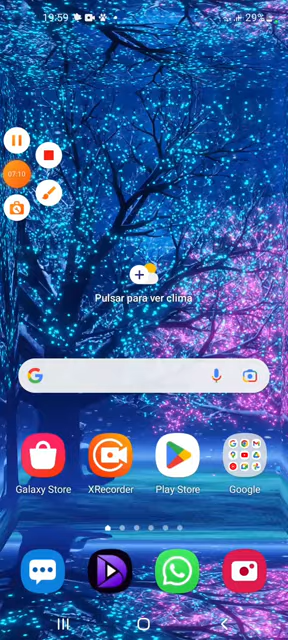 19:59
29%
07:10
Pulsar para ver clima
Galaxy Store
XRecorder
Play Store
Google